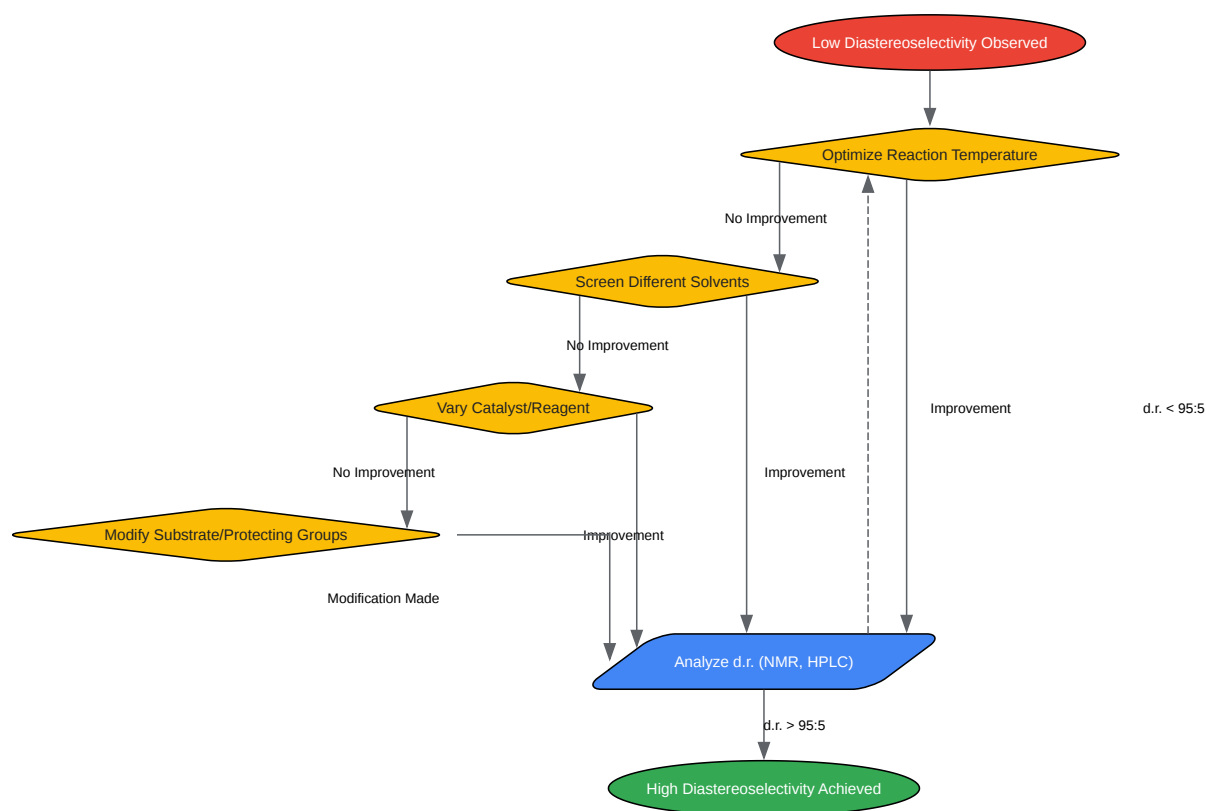 Low Diastereoselectivity Observed
Optimize Reaction Temperature
No Improvement
Screen Different Solvents
No Improvement
Vary Catalyst/Reagent
Improvement
d.r. < 95:5
No Improvement
Improvement
Modify Substrate/Protecting Groups
Improvement
Modification Made
Analyze d.r. (NMR, HPLC)
d.r. > 95:5
High Diastereoselectivity Achieved